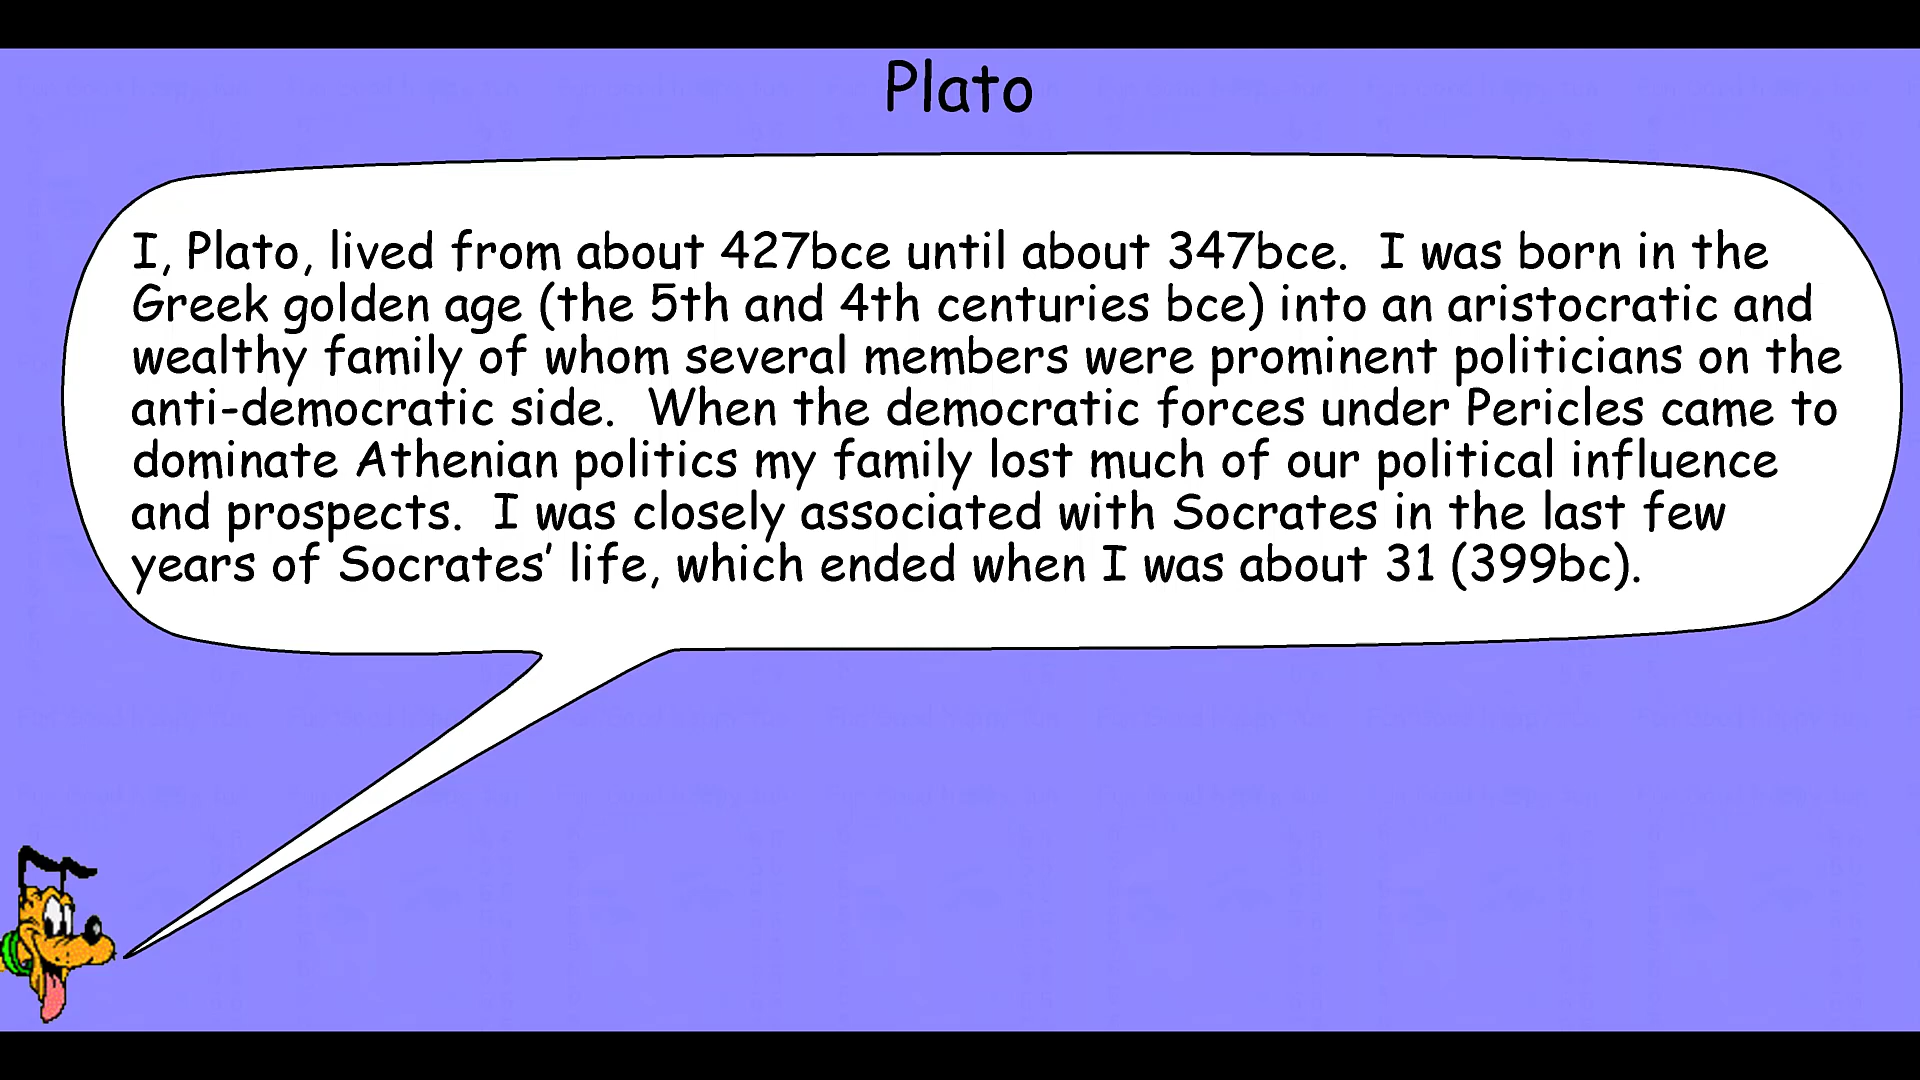 Plato
I, Plato, lived from about 427bce until about 347bce.  I was born in the
Greek golden age (the 5th and 4th centuries bce) into an aristocratic and
wealthy family of whom several members were prominent politicians on the
anti-democratic side.  When the democratic forces under Pericles came to
dominate Athenian politics my family lost much of our political influence
and prospects.  I was closely associated with Socrates in the last few
years of Socrates’ life, which ended when I was about 31 (399bc).